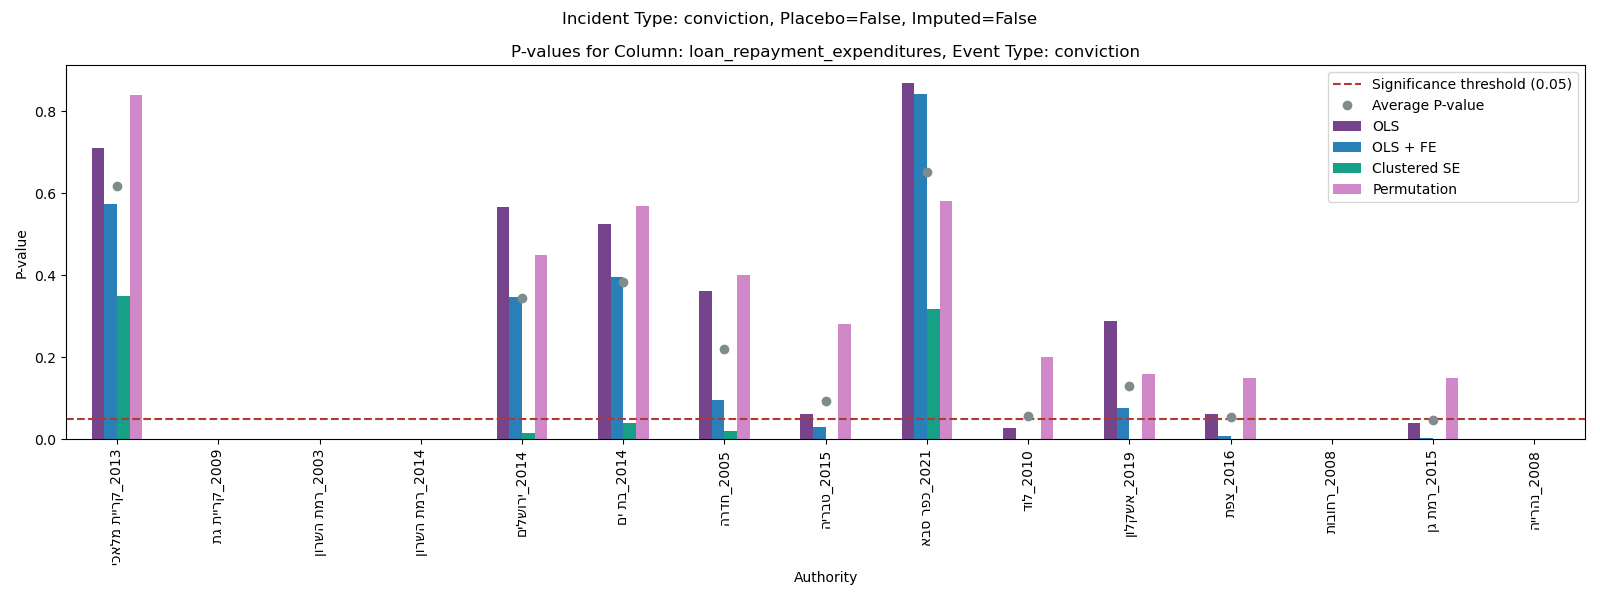 Incident Type: conviction, Placebo=False, Imputed=False
P-values for Column: loan_repayment_expenditures, Event Type: conviction
Significance threshold (0.05)
Average P-value
OLS
OLS + FE
Clustered SE
Permutation
P-value
0.8
0.6
0.4
0.2
0.0
קריית מלאכי_2013
קריית גת_2009
רמת השרון_2003
רמת השרון_2014
ירושלים_2014
בת ים_2014
חדרה_2005
טבריה_2015
כפר סבא_2021
לוד_2010
אשקלון_2019
צפת_2016
רחובות_2008
רמת גן_2015
נהרייה_2008
Authority